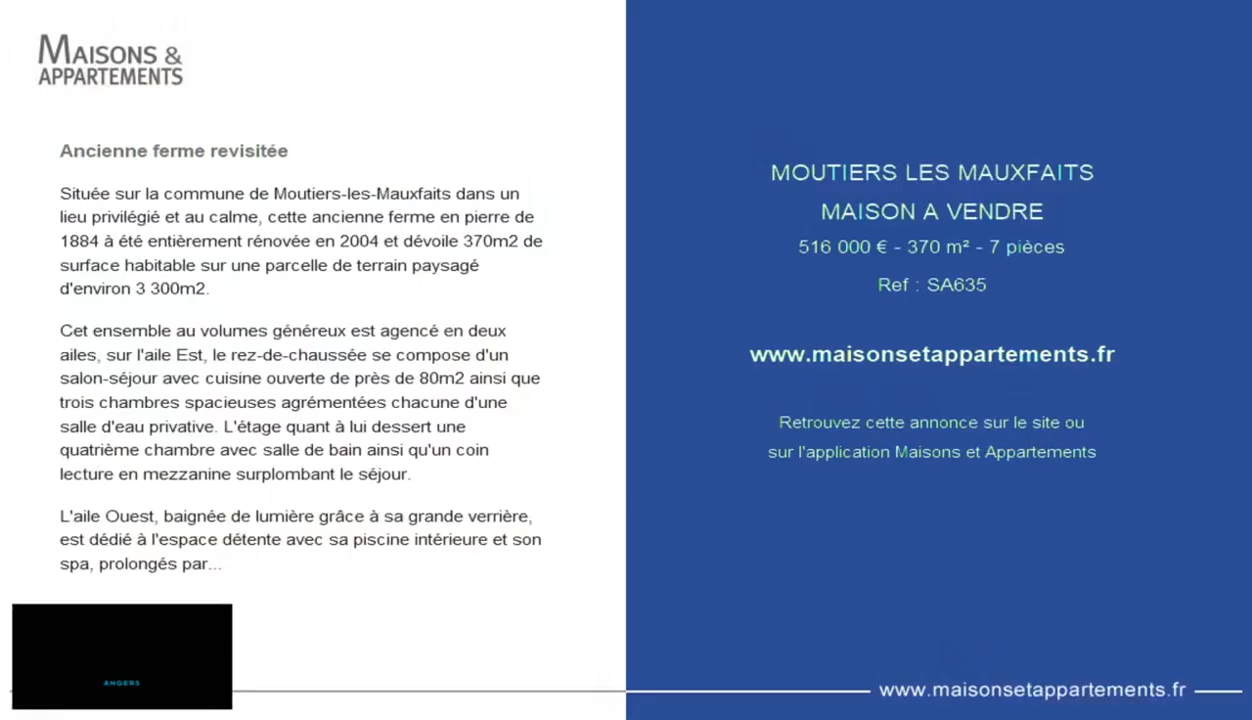 MAISONS &
APPARTEMENTS
Ancienne ferme revisitée
Située sur la commune de Moutiers-les-Mauxfaits dans un
lieu privilégié et au calme, cette ancienne ferme en pierre de
1884 à été entièrement rénovée en 2004 et dévoile 370m2 de
surface habitable sur une parcelle de terrain paysagé
d'environ 3 300m2.
Cet ensemble au volumes généreux est agencé en deux
ailes, sur l'aile Est, le rez-de-chaussée se compose d'un
salon-séjour avec cuisine ouverte de près de 80m2 ainsi que
trois chambres spacieuses agrémentées chacune d'une
salle d'eau privative. L'étage quant à lui dessert une
quatrième chambre avec salle de bain ainsi qu'un coin
lecture en mezzanine surplombant le séjour.
L'aile Ouest, baignée de lumière grâce à sa grande verrière,
est dédié à l'espace détente avec sa piscine intérieure et son
spa, prolongés par...
ANGERS
MOUTIERS LES MAUXFAITS
MAISON A VENDRE
516 000 € - 370 m² - 7 pièces
Ref : SA635
www.maisonsetappartements.fr
Retrouvez cette annonce sur le site ou
sur l'application Maisons et Appartements
www.maisonsetappartements.fr